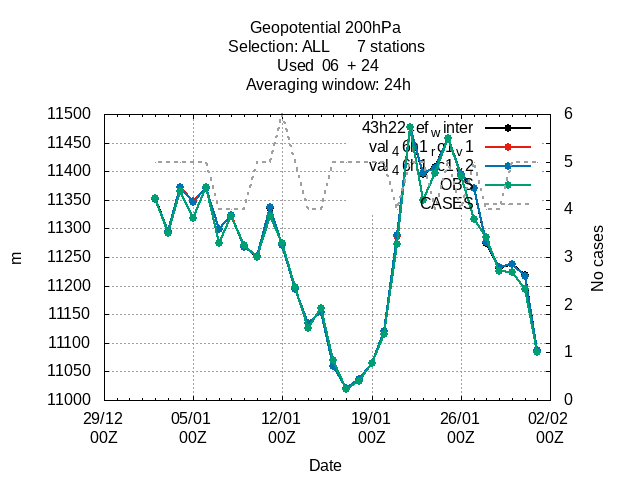 Geopotential 200hPa
Selection: ALL 7 stations
Used 06 + 24
Averaging window: 24h
11500
11450
11400
11350
11300
11250
11200
11150
11100
11050
11000
m
6
5
4
3
2
1
0
No cases
OBS
CASES
29/12 05/01 12/01 19/01 26/01 02/02
00Z 00Z 00Z 00Z 00Z 00Z
Date